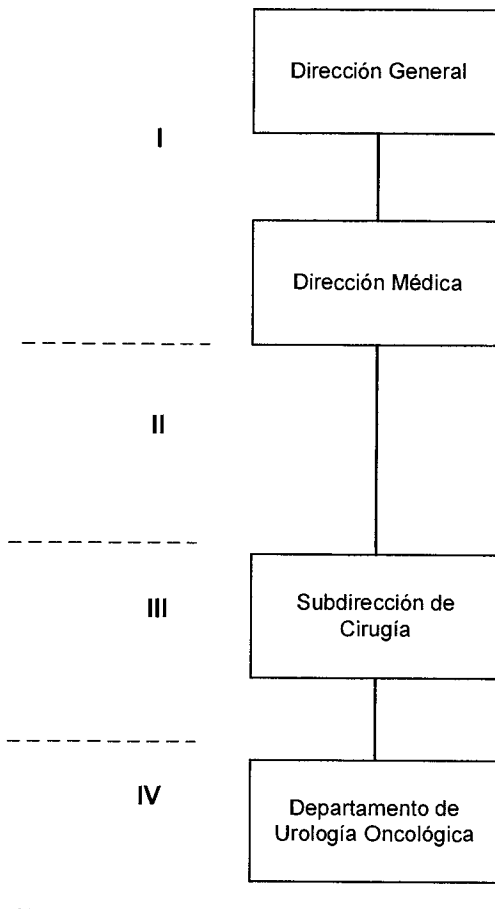 Dirección General
I
Dirección Médica
II
III
Subdirección de
Cirugía
IV
Departamento de
Urología Oncológica